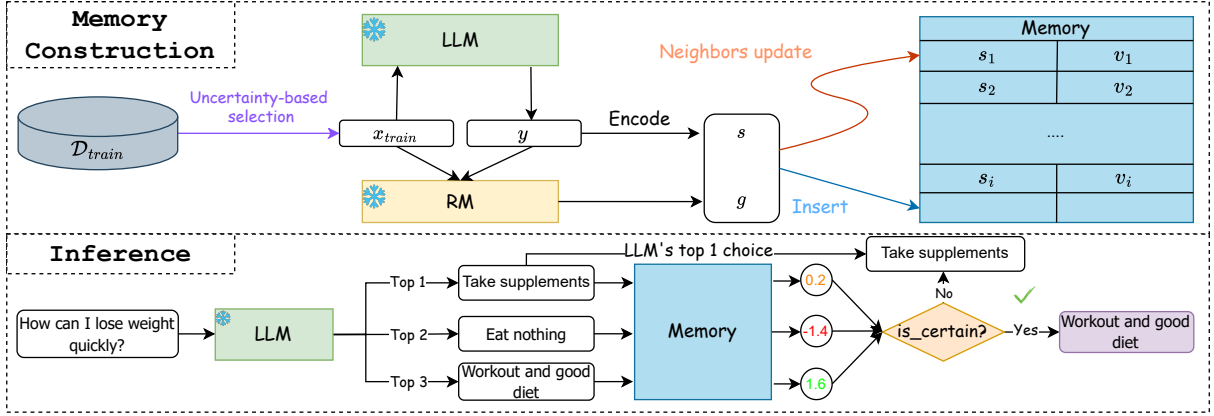 Memory
Construction
LLM
Neighbors update
Memory
s₁ v₁
s₂ v₂
....
sᵢ vᵢ
Uncertainty-based
selection
𝒟train
xtrain
y
Encode
s
g
RM
Insert
Inference
LLM's top 1 choice
Take supplements
Top 1
Take supplements
0.2
No
How can I lose weight
quickly?
LLM
Top 2
Eat nothing
Memory
-1.4
is_certain?
Yes
Workout and good
diet
Top 3
Workout and good
diet
1.6